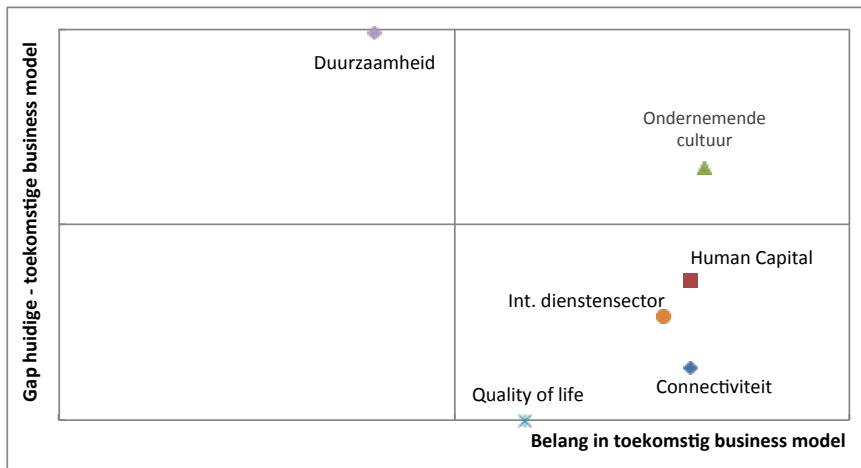 Gap huidige - toekomstige business model
Duurzaamheid
Ondernemende
cultuur
Human Capital
Int. dienstensector
Quality of life
Connectiviteit
Belang in toekomstig business model